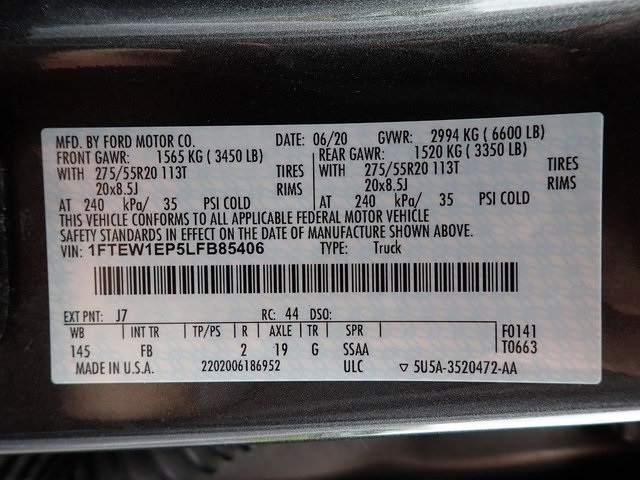 MFD. BY FORD MOTOR CO. DATE: 06/20 GVWR: 2994 KG ( 6600 LB)
FRONT GAWR: 1565 KG ( 3450 LB) REAR GAWR: 1520 KG ( 3350 LB)
WITH 275/55R20 113T TIRES WITH 275/55R20 113T TIRES
20x8.5J RIMS 20x8.5J RIMS
AT 240 kPa/ 35 PSI COLD AT 240 kPa/ 35 PSI COLD
THIS VEHICLE CONFORMS TO ALL APPLICABLE FEDERAL MOTOR VEHICLE
SAFETY STANDARDS IN EFFECT ON THE DATE OF MANUFACTURE SHOWN ABOVE.
VIN: 1FTEW1EP5LFB85406 TYPE: Truck
EXT PNT: J7 RC: 44 DSO:
WB INT TR TP/PS R AXLE TR SPR F0141
145 FB 2 19 G SSAA T0663
MADE IN U.S.A. 2202006186952 ULC ▽ 5U5A-3520472-AA